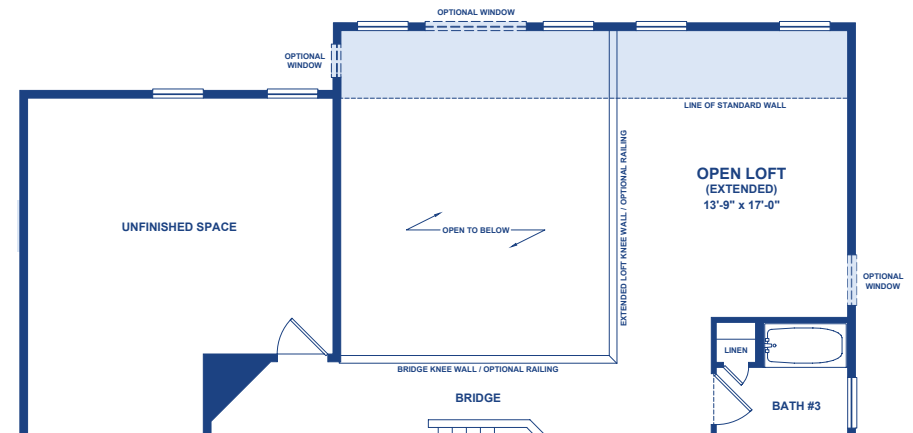 OPTIONAL WINDOW
OPTIONAL
WINDOW
LINE OF STANDARD WALL
OPEN LOFT
(EXTENDED)
13'-9" x 17'-0"
UNFINISHED SPACE
OPEN TO BELOW
EXTENDED LOFT KNEE WALL / OPTIONAL RAILING
OPTIONAL
WINDOW
LINEN
BRIDGE KNEE WALL / OPTIONAL RAILING
BRIDGE
BATH #3